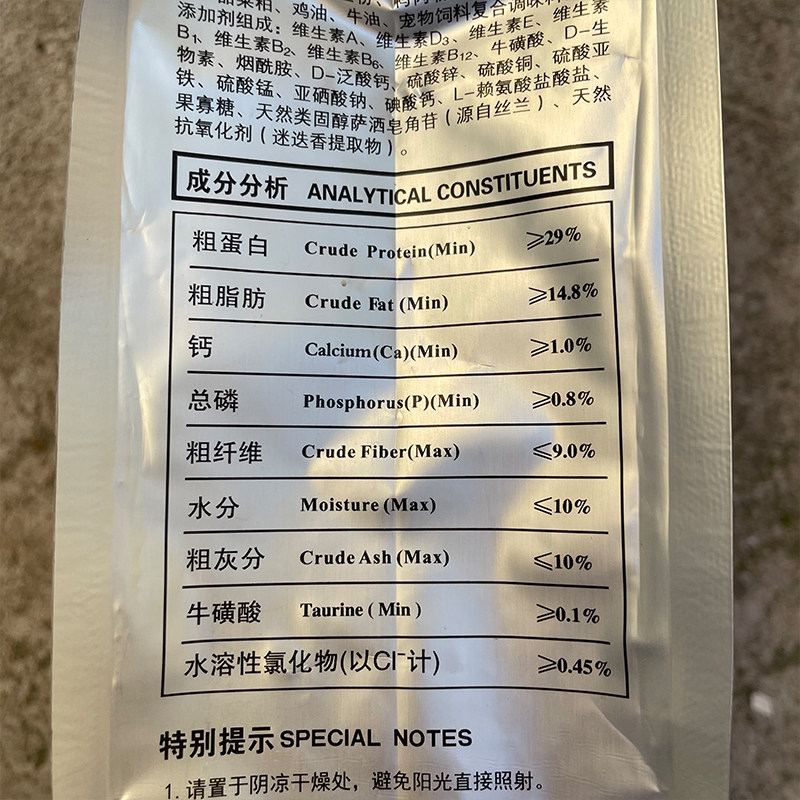 、鸡油、牛油、宠物饲料复合调味料
添加剂组成：维生素A、维生素D3、维生素E、维生素
B1、维生素B2、维生素B6、维生素B12、牛磺酸、D-生
物素、烟酰胺、D-泛酸钙、硫酸锌、硫酸铜、硫酸亚
铁、硫酸锰、亚硒酸钠、碘酸钙、L-赖氨酸盐酸盐、
果寡糖、天然类固醇萨洒皂角苷（源自丝兰）、天然
抗氧化剂（迷迭香提取物）。
成分分析 ANALYTICAL CONSTITUENTS
粗蛋白 Crude Protein(Min) ≥29%
粗脂肪 Crude Fat (Min) ≥14.8%
钙 Calcium(Ca)(Min) ≥1.0%
总磷 Phosphorus(P)(Min) ≥0.8%
粗纤维 Crude Fiber(Max) ≤9.0%
水分 Moisture (Max) ≤10%
粗灰分 Crude Ash (Max) ≤10%
牛磺酸 Taurine ( Min ) ≥0.1%
水溶性氯化物(以Cl⁻计) ≥0.45%
特别提示 SPECIAL NOTES
1. 请置于阴凉干燥处，避免阳光直接照射。